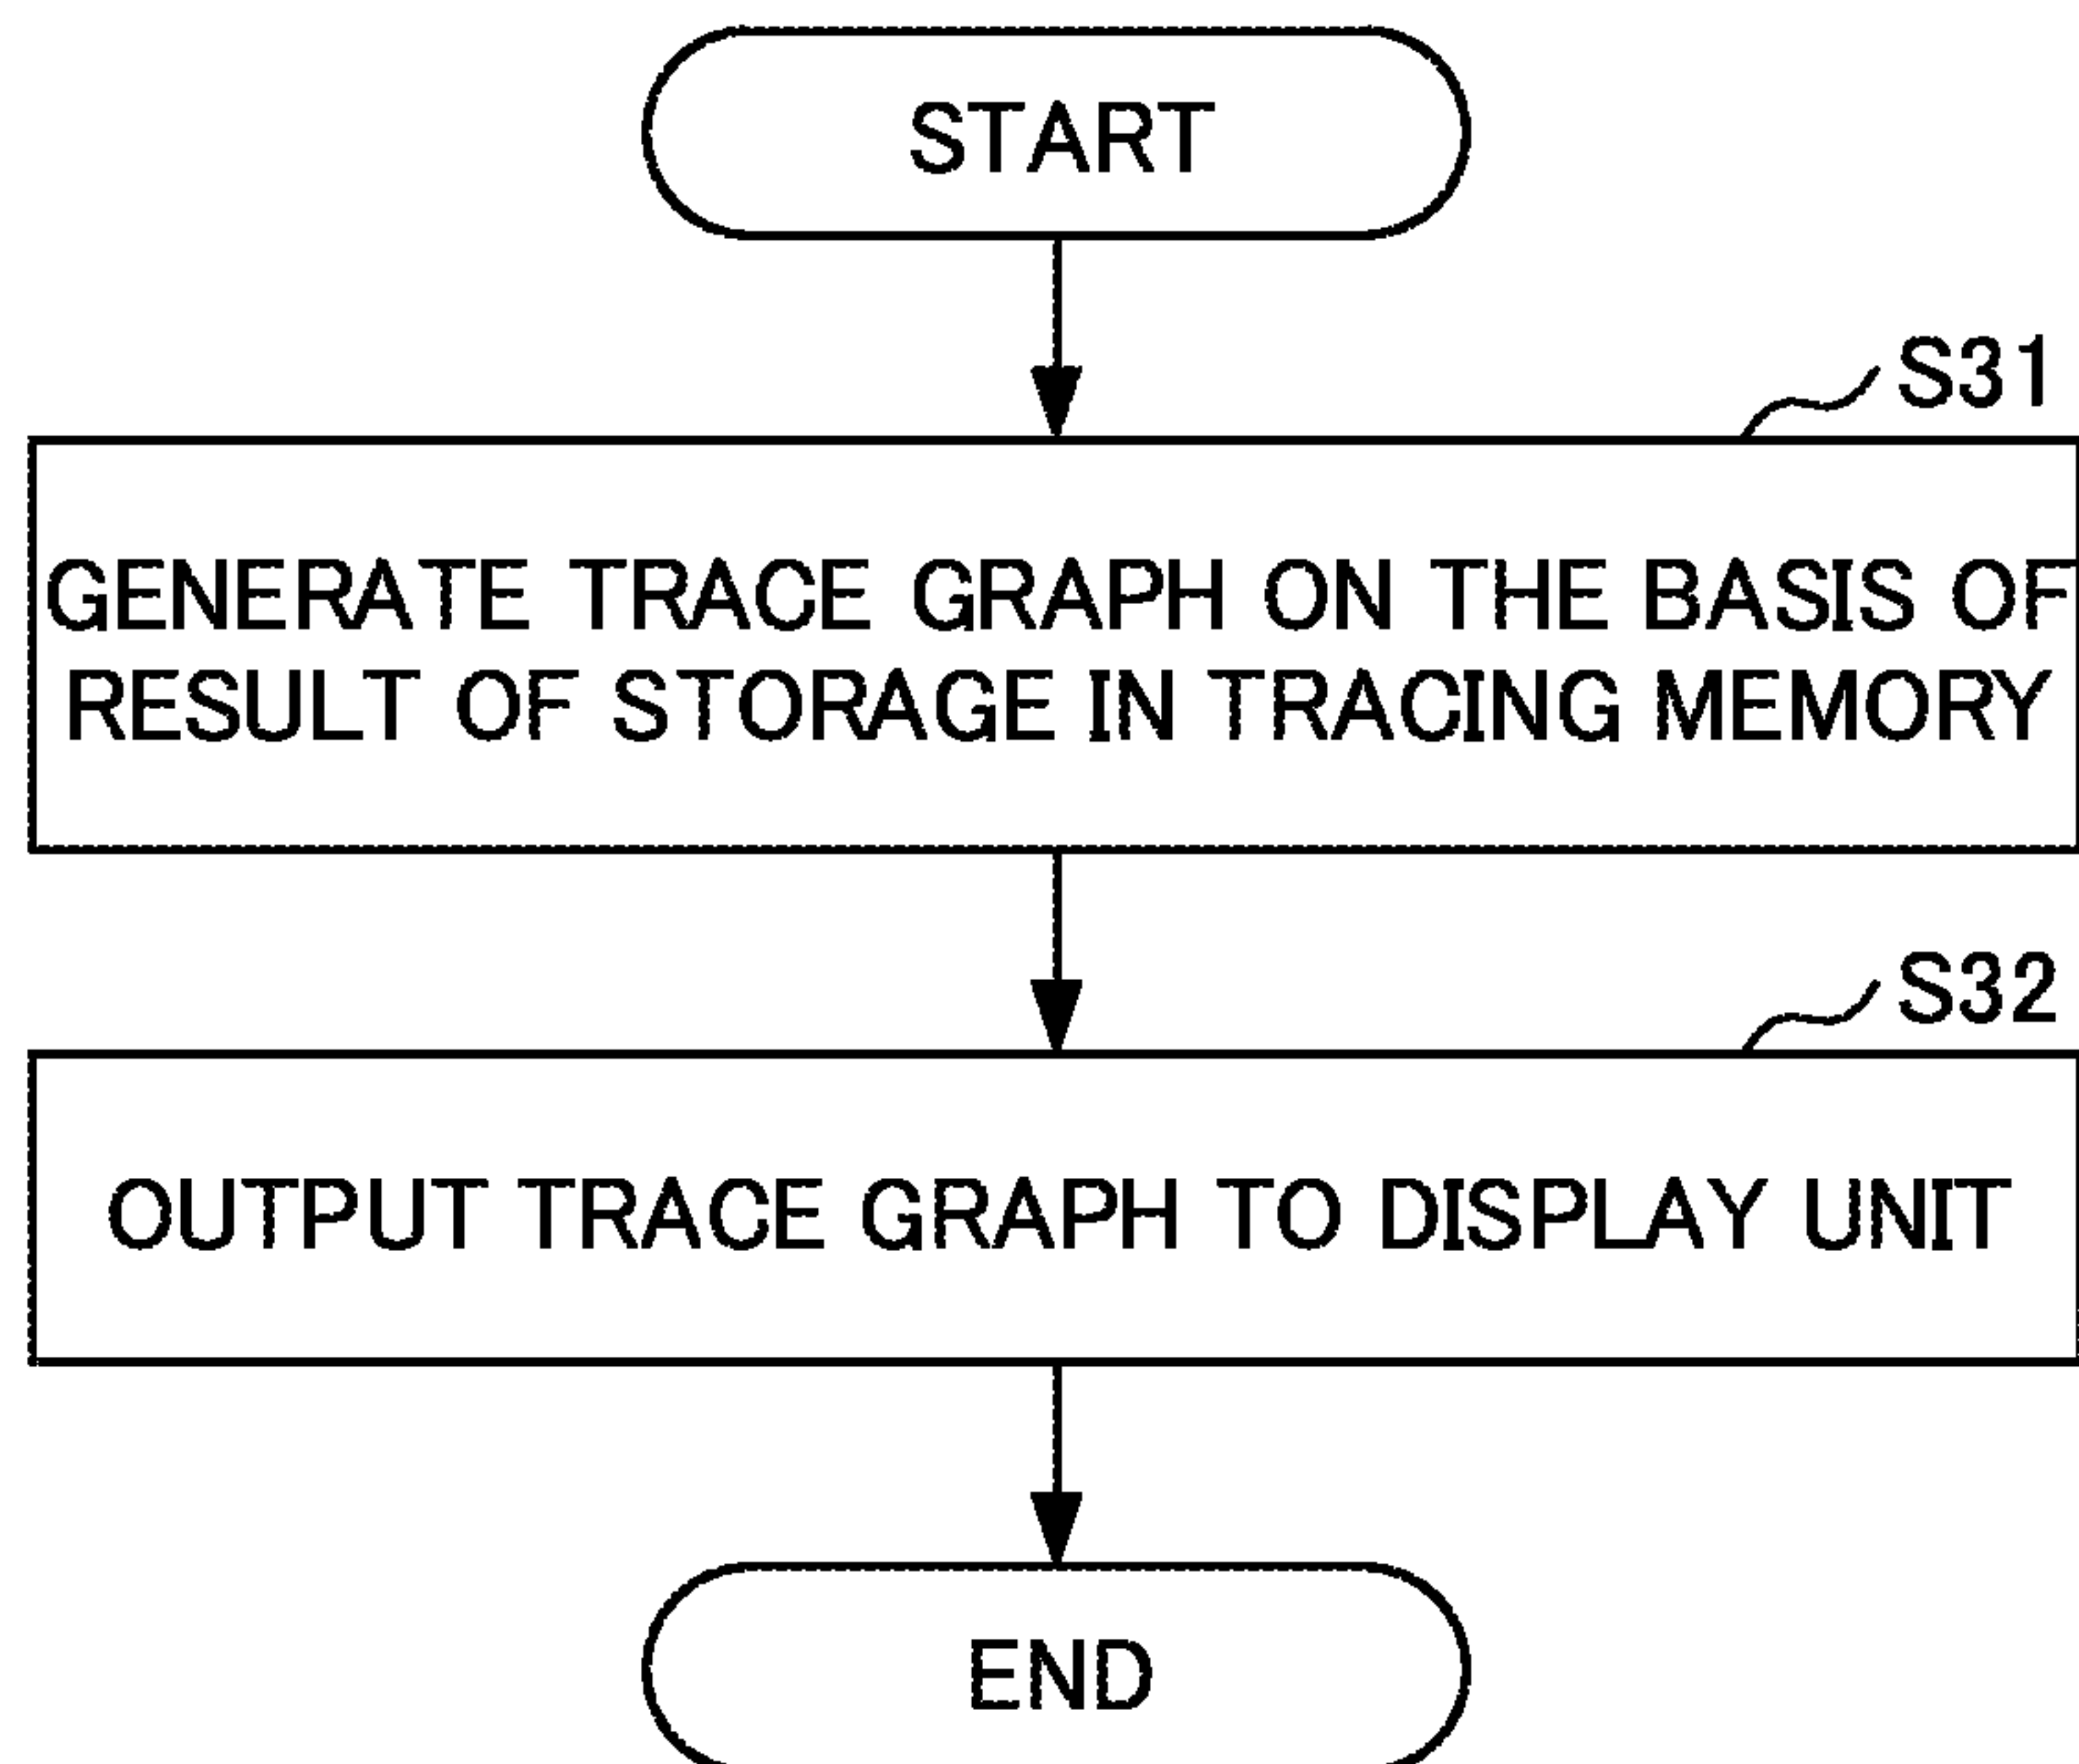 START
S31
GENERATE TRACE GRAPH ON THE BASIS OF
RESULT OF STORAGE IN TRACING MEMORY
S32
OUTPUT TRACE GRAPH TO DISPLAY UNIT
END